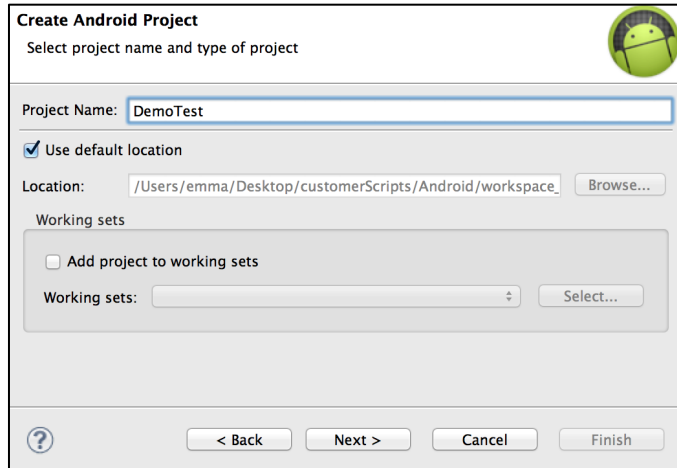 Create Android Project
Select project name and type of project
Project Name: DemoTest
Use default location
Location: /Users/emma/Desktop/customerScripts/Android/workspace_ Browse...
Working sets
Add project to working sets
Working sets: Select...
? < Back Next > Cancel Finish